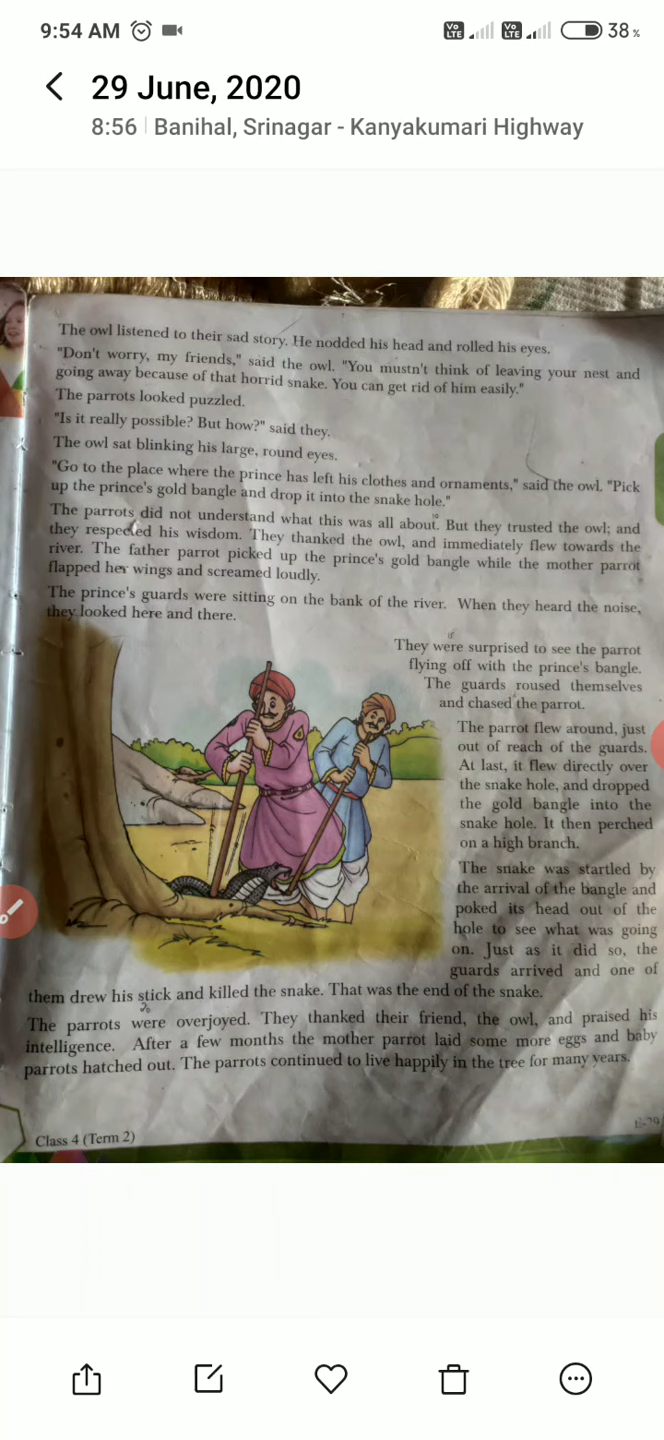 9:54 AM
VoLTE VoLTE 38%
29 June, 2020
8:56 | Banihal, Srinagar - Kanyakumari Highway
The owl listened to their sad story. He nodded his head and rolled his eyes.
"Don't worry, my friends," said the owl. "You mustn't think of leaving your nest and
going away because of that horrid snake. You can get rid of him easily."
The parrots looked puzzled.
"Is it really possible? But how?" said they.
The owl sat blinking his large, round eyes.
"Go to the place where the prince has left his clothes and ornaments," said the owl. "Pick
up the prince's gold bangle and drop it into the snake hole."
The parrots did not understand what this was all about. But they trusted the owl; and
they respected his wisdom. They thanked the owl, and immediately flew towards the
river. The father parrot picked up the prince's gold bangle while the mother parrot
flapped her wings and screamed loudly.
The prince's guards were sitting on the bank of the river. When they heard the noise,
they looked here and there.
They were surprised to see the parrot
flying off with the prince's bangle.
The guards roused themselves
and chased the parrot.
The parrot flew around, just
out of reach of the guards.
At last, it flew directly over
the snake hole, and dropped
the gold bangle into the
snake hole. It then perched
on a high branch.
The snake was startled by
the arrival of the bangle and
poked its head out of the
hole to see what was going
on. Just as it did so, the
guards arrived and one of
them drew his stick and killed the snake. That was the end of the snake.
The parrots were overjoyed. They thanked their friend, the owl, and praised his
intelligence. After a few months the mother parrot laid some more eggs and baby
parrots hatched out. The parrots continued to live happily in the tree for many years.
Class 4 (Term 2)